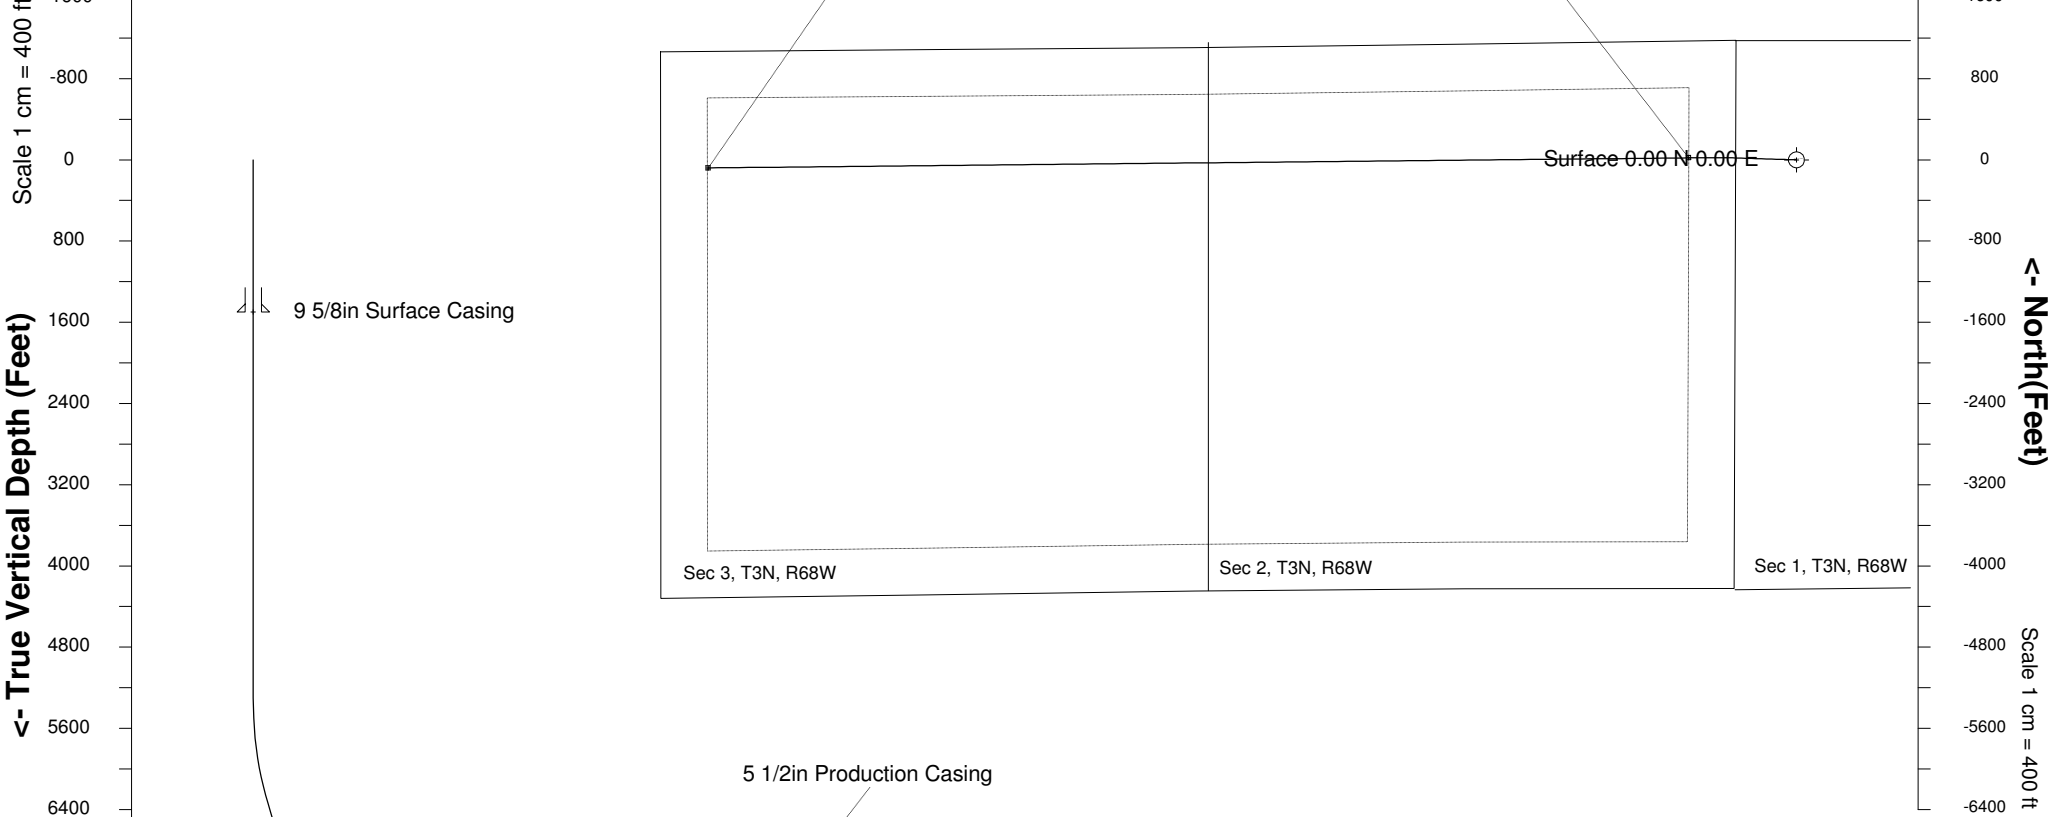 Scale 1 cm = 400 ft
<- True Vertical Depth (Feet)
-800
0
800
1600
2400
3200
4000
4800
5600
6400
9 5/8in Surface Casing
5 1/2in Production Casing
Surface 0.00 N 0.00 E
Sec 3, T3N, R68W
Sec 2, T3N, R68W
Sec 1, T3N, R68W
800
0
-800
-1600
-2400
-3200
-4000
-4800
-5600
-6400
<- North(Feet)
Scale 1 cm = 400 ft